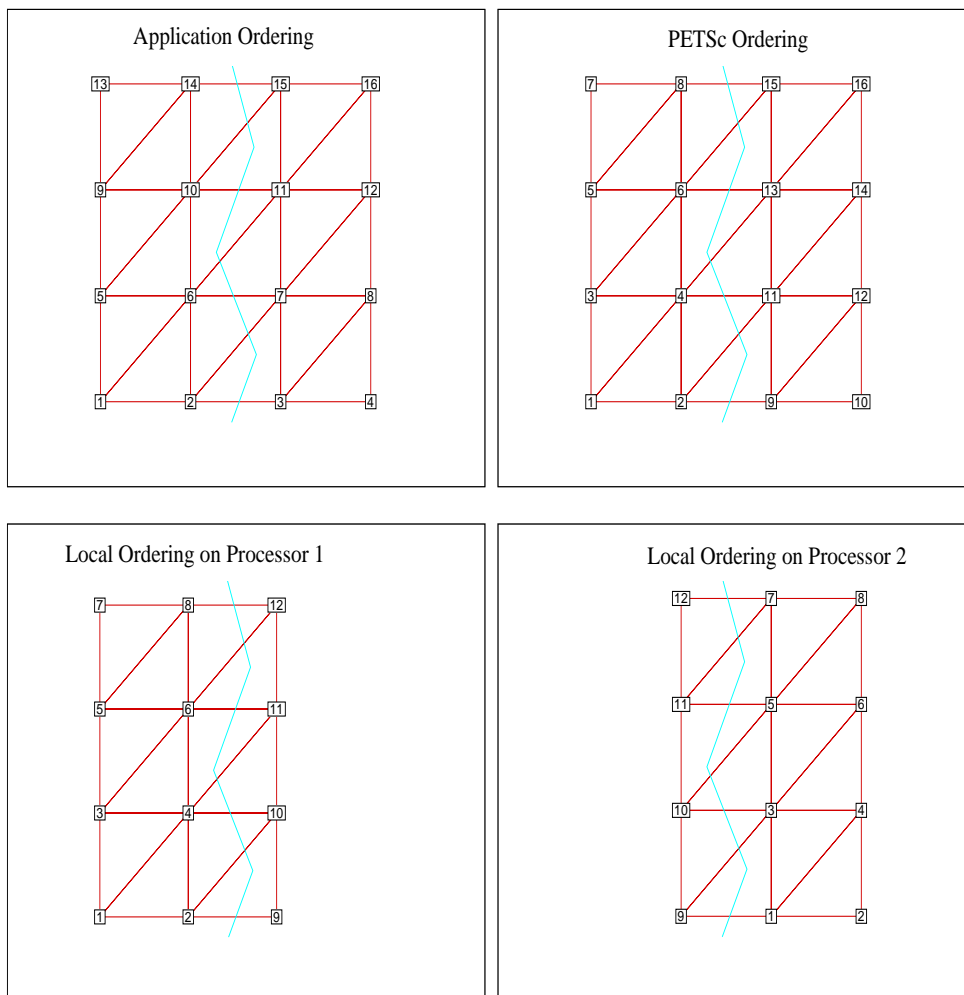 Application Ordering
13 14 15 16
9 10 11 12
5 6 7 8
1 2 3 4
PETSc Ordering
7 8 15 16
5 6 13 14
3 4 11 12
1 2 9 10
Local Ordering on Processor 1
7 8 12
5 6 11
3 4 10
1 2 9
Local Ordering on Processor 2
12 7 8
11 5 6
10 3 4
9 1 2